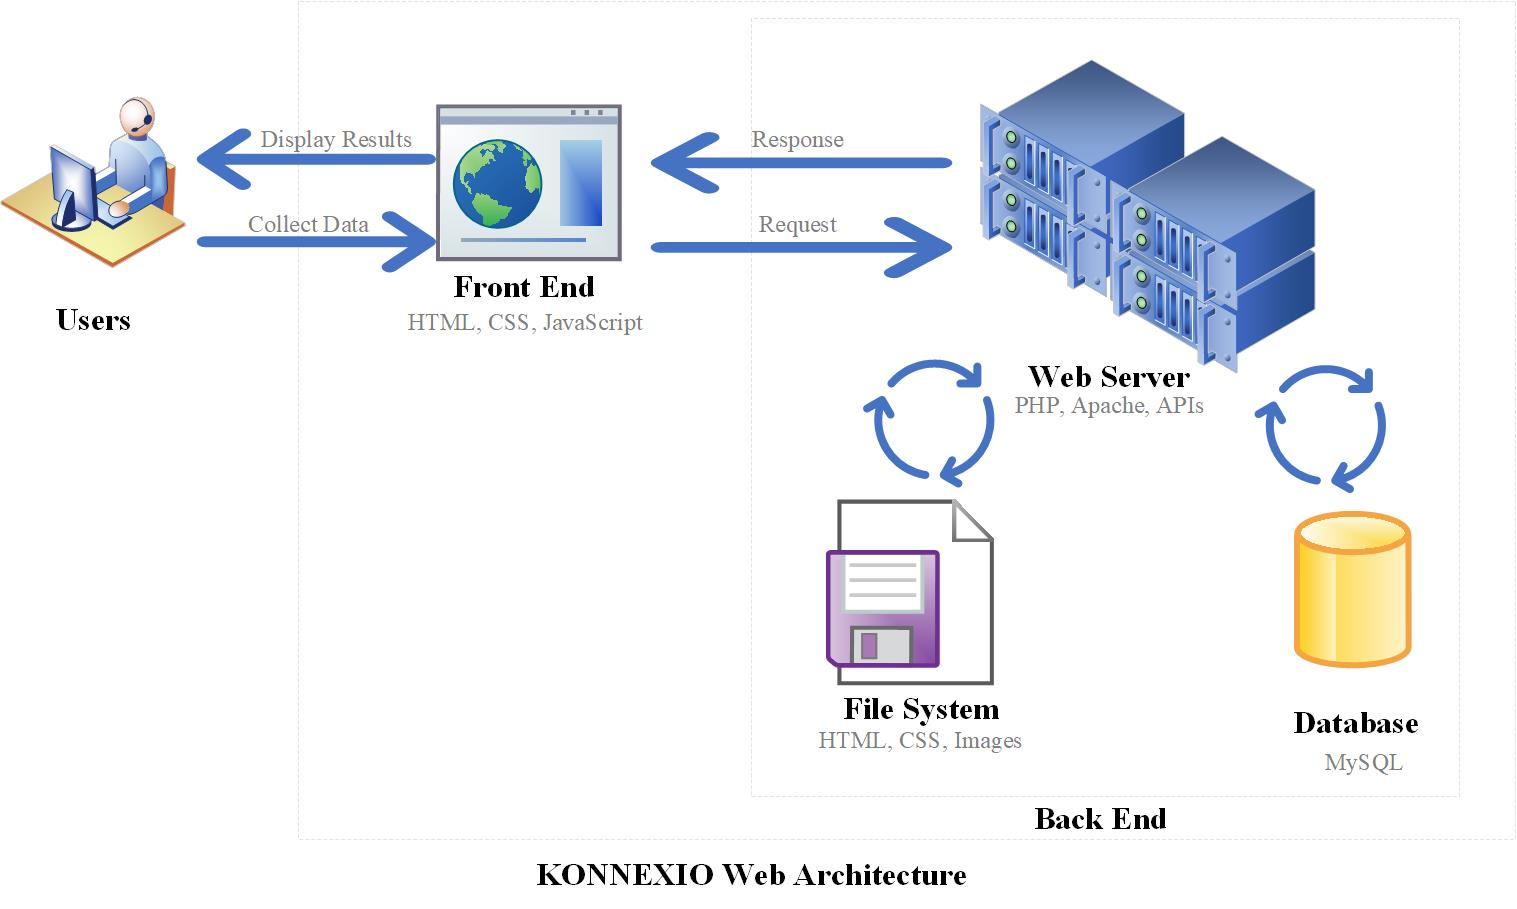 Display Results
Collect Data
Users
Front End
HTML, CSS, JavaScript
Response
Request
Web Server
PHP, Apache, APIs
File System
HTML, CSS, Images
Database
MySQL
Back End
KONNEXIO Web Architecture